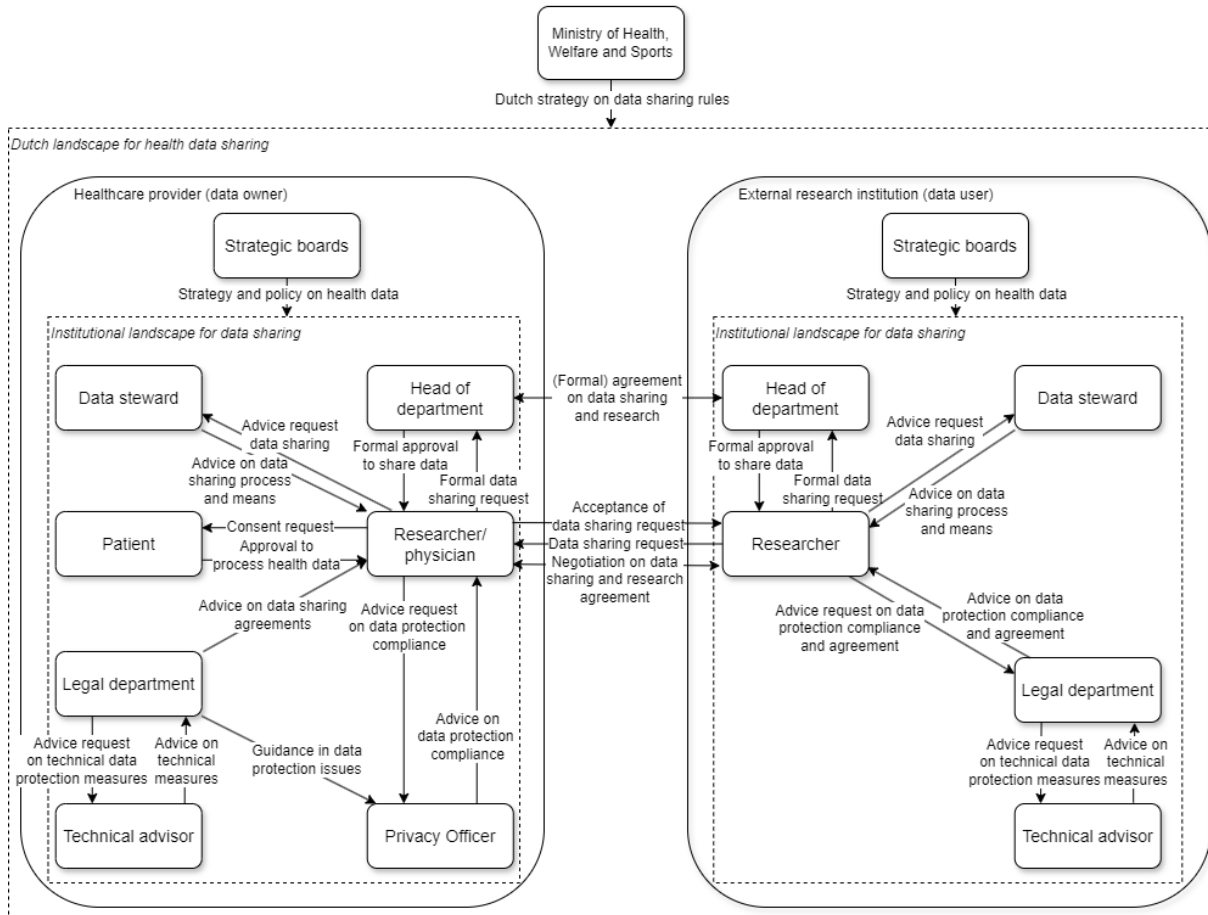 Ministry of Health,
Welfare and Sports
Dutch strategy on data sharing rules
Dutch landscape for health data sharing
Healthcare provider (data owner)
Strategic boards
Strategy and policy on health data
Institutional landscape for data sharing
Data steward
Head of
department
Advice request
data sharing
Advice on data
sharing process
and means
Formal approval
to share data
Formal data
sharing request
Patient
Consent request
Approval to
process health data
Researcher/
physician
Advice on data sharing
agreements
Advice request
on data protection
compliance
Legal department
Advice request
on technical data
protection measures
Advice on
technical
measures
Guidance in data
protection issues
Advice on
data protection
compliance
Technical advisor
Privacy Officer
(Formal) agreement
on data sharing
and research
Acceptance of
data sharing request
Data sharing request
Negotiation on data
sharing and research
agreement
External research institution (data user)
Strategic boards
Strategy and policy on health data
Institutional landscape for data sharing
Head of
department
Data steward
Formal approval
to share data
Formal data
sharing request
Advice request
data sharing
Advice on data
sharing process
and means
Researcher
Advice request on data
protection compliance
and agreement
Advice on data
protection compliance
and agreement
Legal department
Advice request
on technical data
protection measures
Advice on
technical
measures
Technical advisor